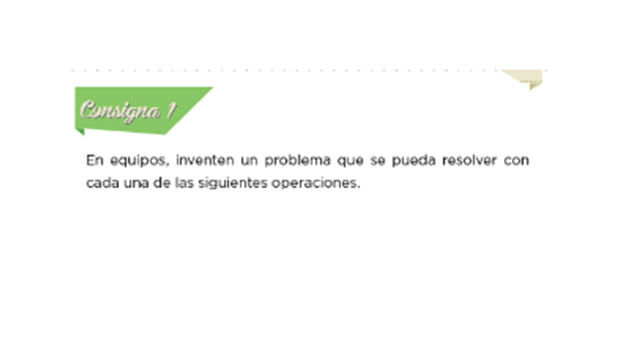 Consigna 1
En equipos, inventen un problema que se pueda resolver con
cada una de las siguientes operaciones.